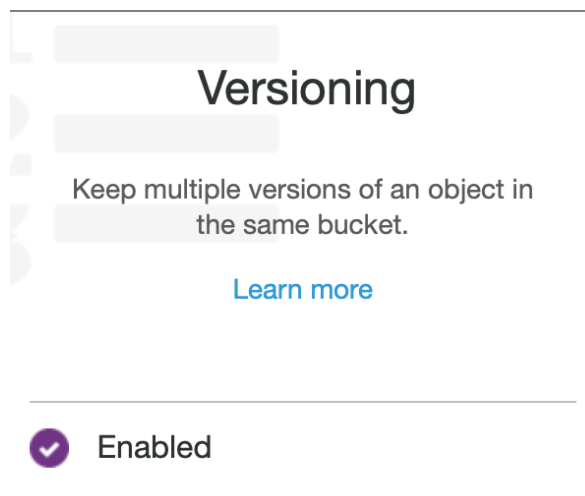 Versioning
Keep multiple versions of an object in
the same bucket.
Learn more
Enabled